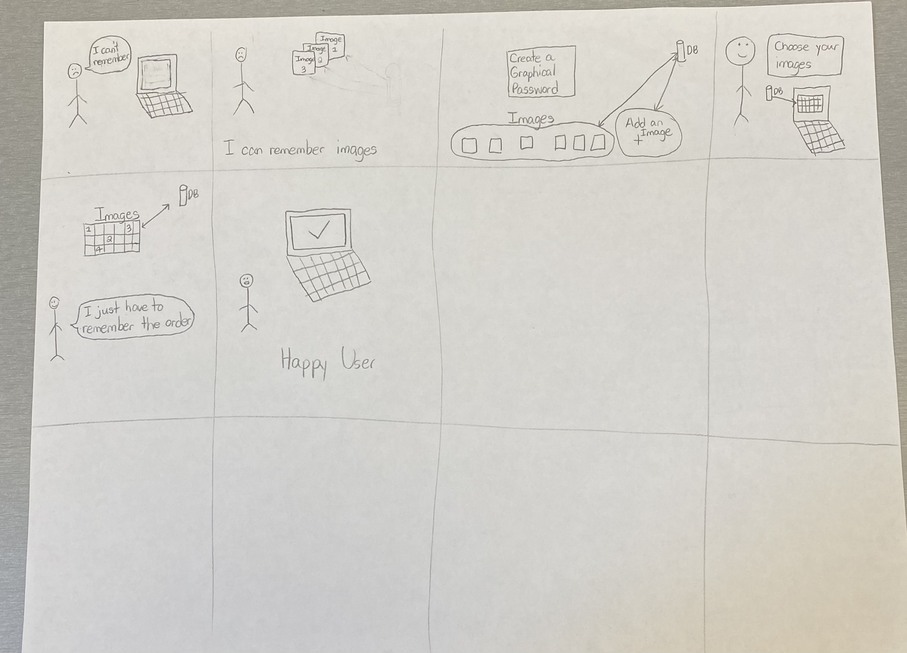 I can't
remember
Image
1
Image
2
Image
3
I can remember images
Create a
Graphical
Password
DB
Images
Add an
Image
+
Choose your
images
DB
DB
Images
1
3
2
4
I just have to
remember the order
Happy User